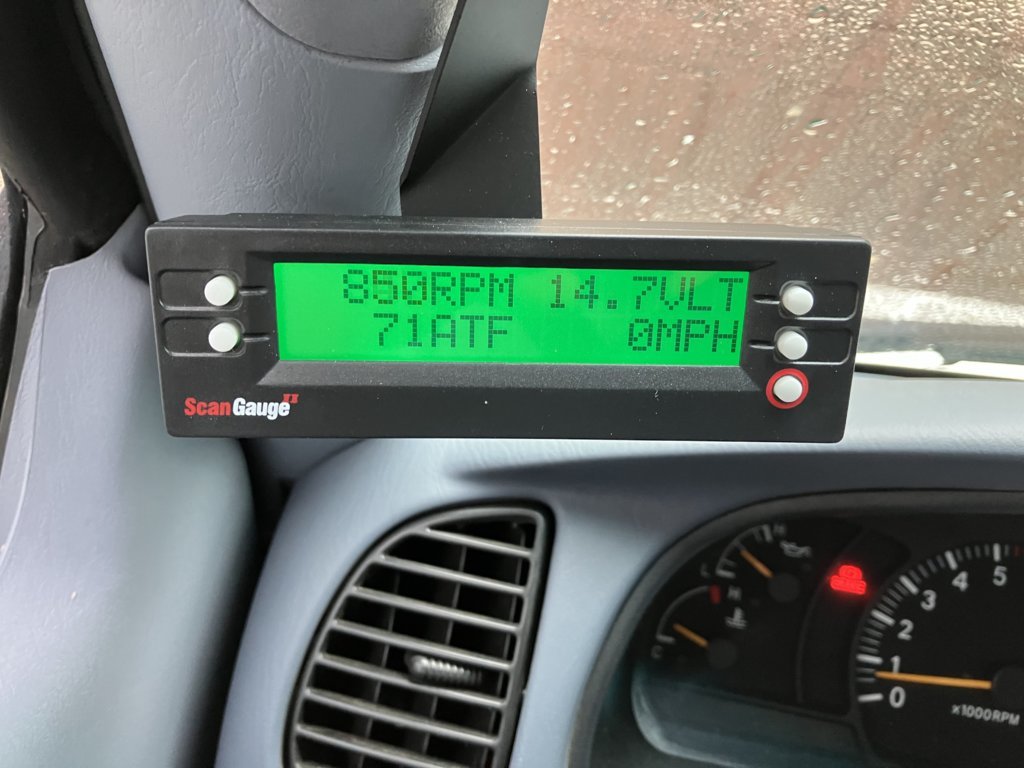 850RPM 14.7VLT
71ATF 0MPH
ScanGauge II
H
L
H
C
5
4
3
2
1
0
x1000RPM